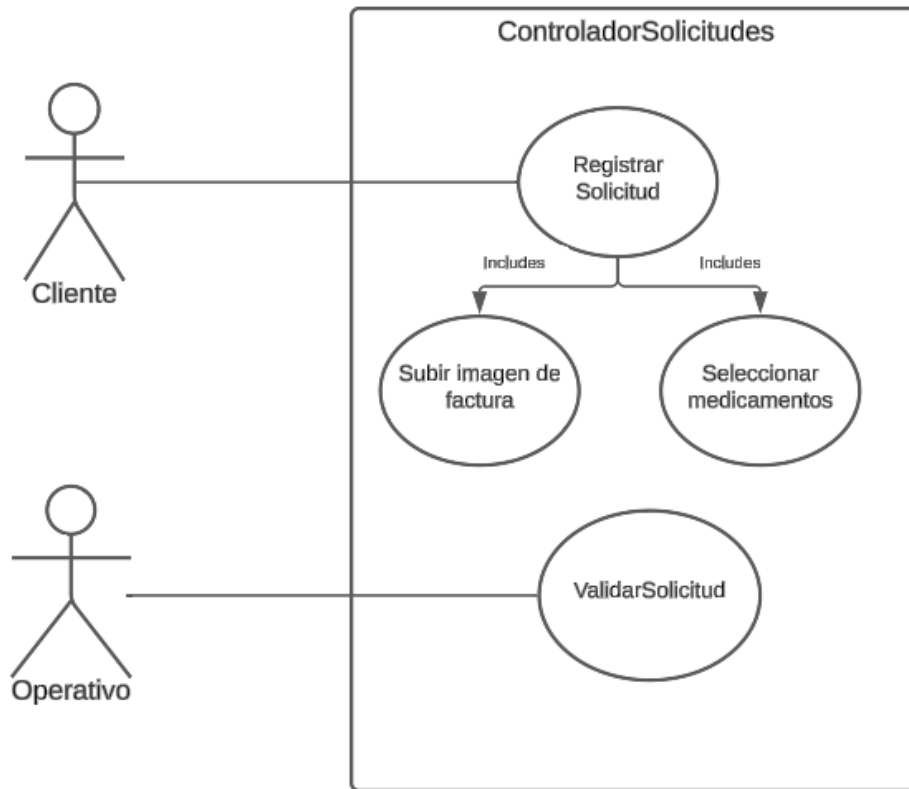 ControladorSolicitudes
Registrar
Solicitud
Cliente
Includes
Includes
Subir imagen de
factura
Seleccionar
medicamentos
ValidarSolicitud
Operativo